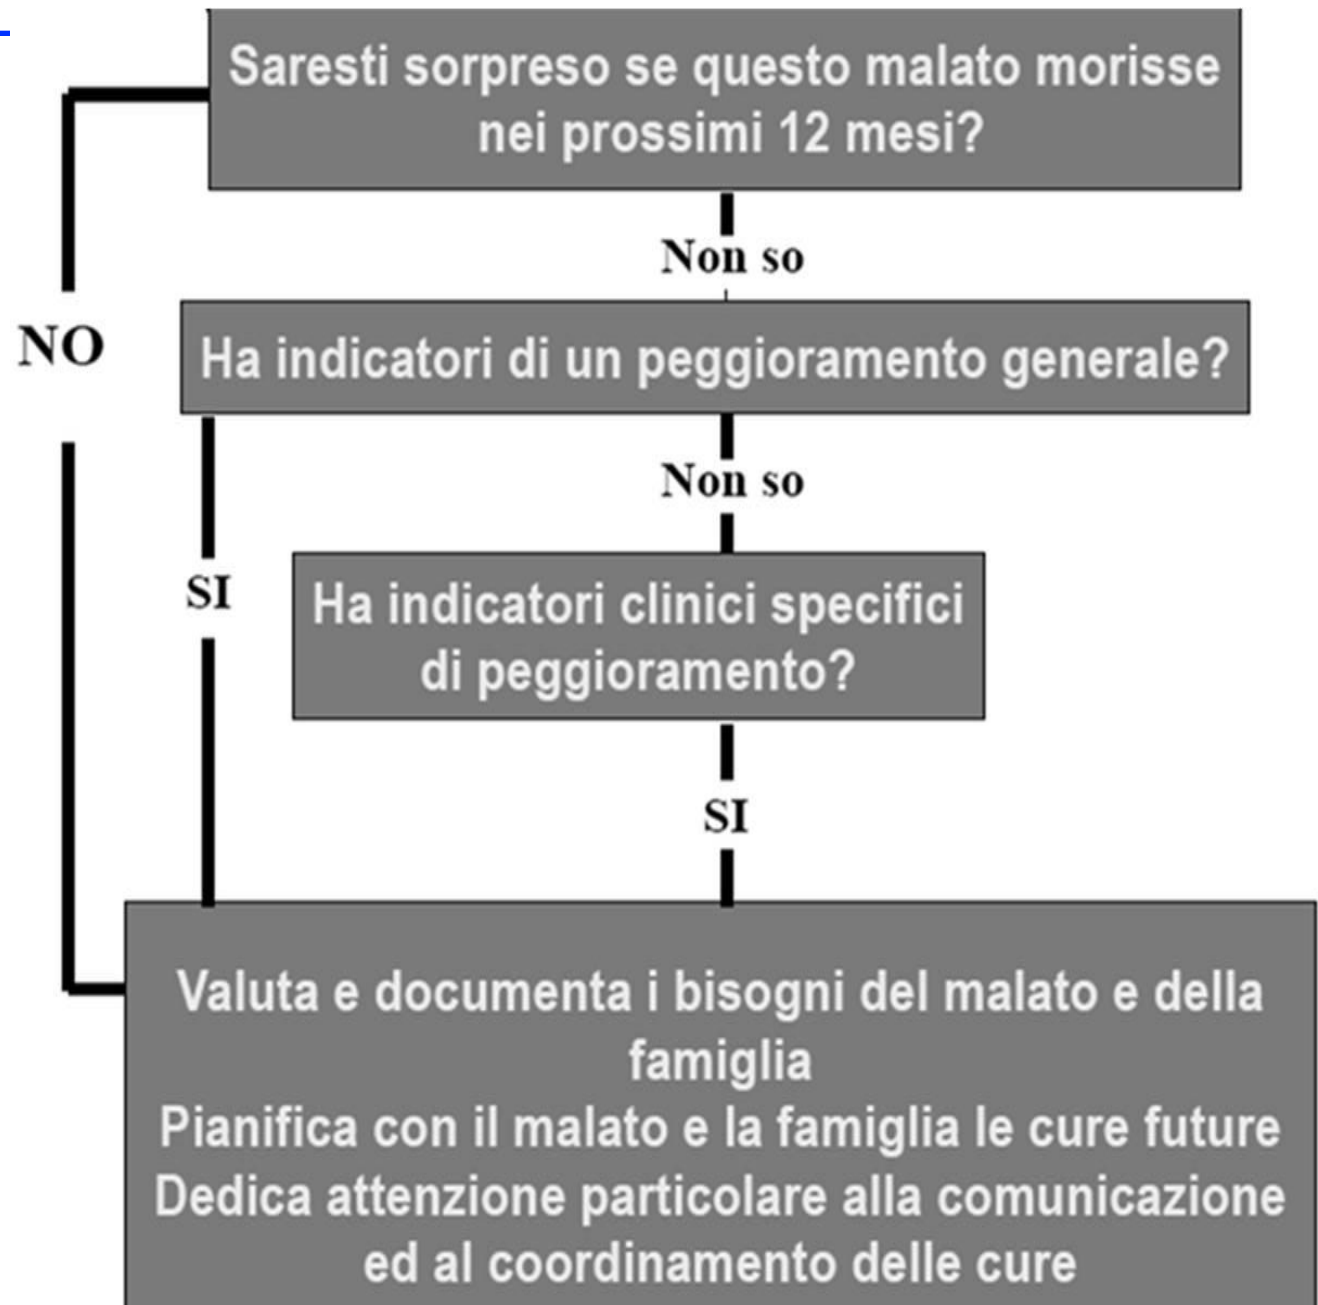 Saresti sorpreso se questo malato morisse
nei prossimi 12 mesi?
Non so
NO
Ha indicatori di un peggioramento generale?
Non so
SI
Ha indicatori clinici specifici
di peggioramento?
SI
Valuta e documenta i bisogni del malato e della
famiglia
Pianifica con il malato e la famiglia le cure future
Dedica attenzione particolare alla comunicazione
ed al coordinamento delle cure